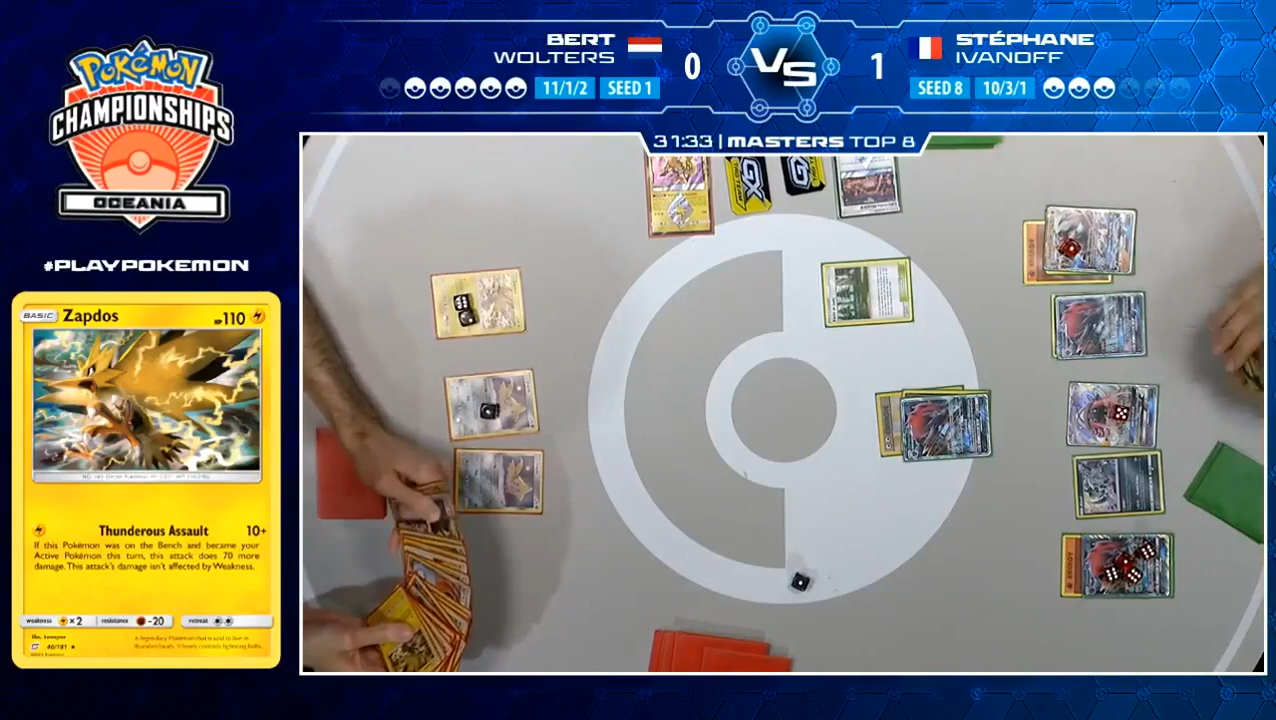 POKÉMON
CHAMPIONSHIPS
OCEANIA
#PLAYPOKEMON
BERT
WOLTERS
11/1/2
SEED 1
0
VS
1
STÉPHANE
IVANOFF
SEED 8
10/3/1
31:33 | MASTERS TOP 8
BASIC Zapdos HP110
Thunderous Assault 10+
If this Pokémon was on the Bench and became your
Active Pokémon this turn, this attack does 70 more
damage. This attack's damage isn't affected by Weakness.
weakness ×2 resistance -20 retreat
40/181
GX